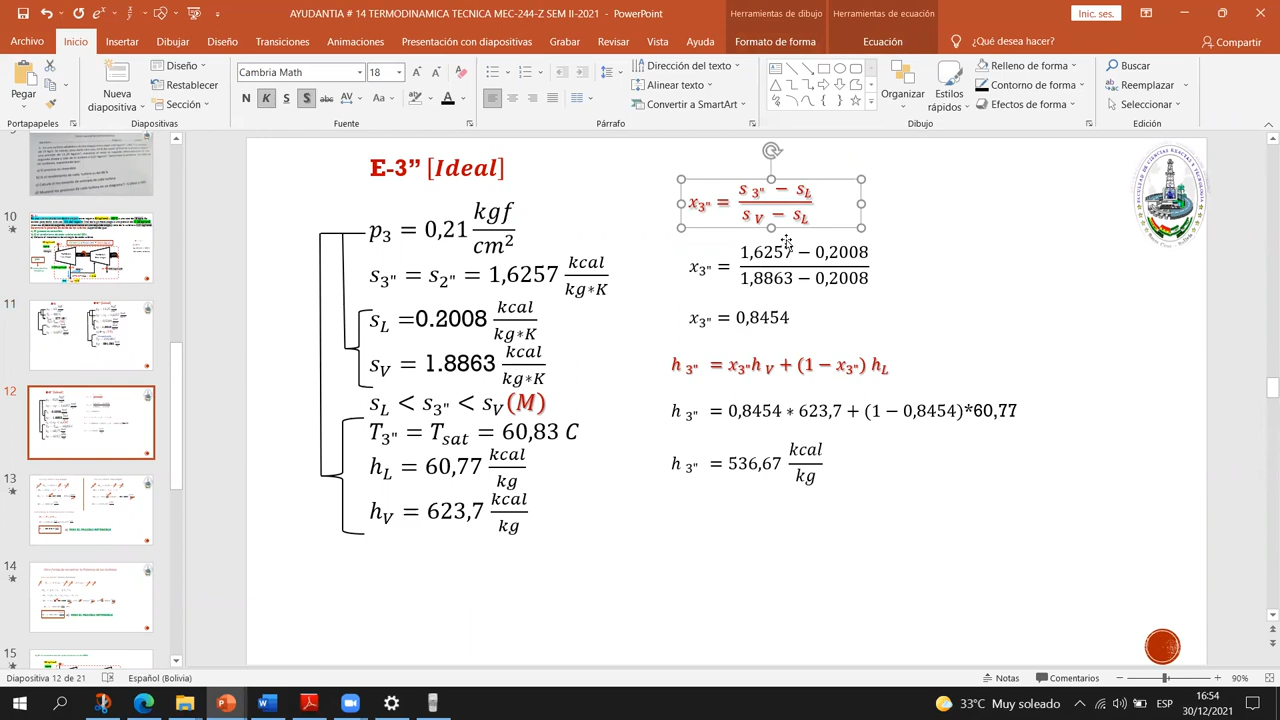 AYUDANTIA # 14 TERMODINAMICA TECNICA MEC-244-Z SEM II-2021 - PowerPoint
Herramientas de dibujo
Herramientas de ecuación
Inic. ses.
Archivo Inicio Insertar Dibujar Diseño Transiciones Animaciones Presentación con diapositivas Grabar Revisar Vista Ayuda Formato de forma Ecuación ¿Qué desea hacer? Compartir
Pegar
Nueva diapositiva
Diseño
Restablecer
Sección
Cambria Math 18
N K S S abc AV Aa
Dirección del texto
Alinear texto
Convertir a SmartArt
Organizar
Estilos rápidos
Relleno de forma
Contorno de forma
Efectos de forma
Buscar
Reemplazar
Seleccionar
Portapapeles Diapositivas Fuente Párrafo Dibujo Edición
10
11
12
13
14
15
E-3” [Ideal]
p3 = 0,21 kgf/cm²
s3" = s2" = 1,6257 kcal/kg∗K
sL =0.2008 kcal/kg∗K
sV = 1.8863 kcal/kg∗K
sL < s3" < sV(M)
T3" = Tsat = 60,83 C
hL = 60,77 kcal/kg
hV = 623,7 kcal/kg
x3" = (s 3" − sL)/(s V − sL)
x3" = (1,6257 − 0,2008)/(1,8863 − 0,2008)
x3" = 0,8454
h 3" = x3"h V + (1 − x3") hL
h 3" = 0,8454 ∗ 623,7 + (1 − 0,8454)*60,77
h 3" = 536,67 kcal/kg
Diapositiva 12 de 21 Español (Bolivia) Notas Comentarios 90%
33°C Muy soleado ESP 16:54
30/12/2021